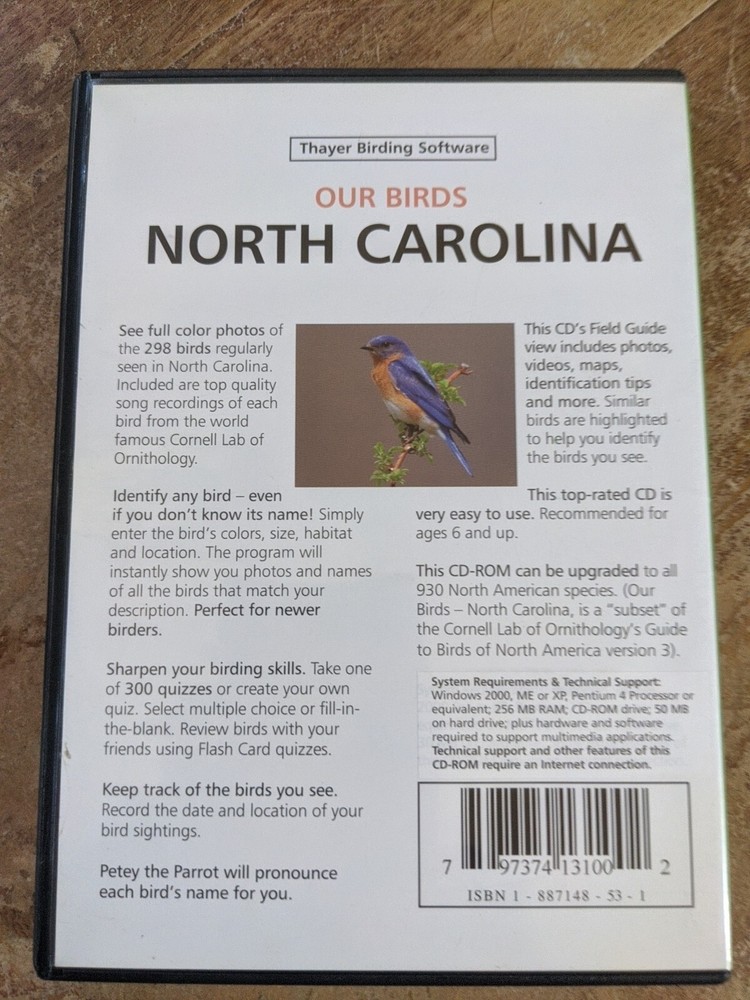 Thayer Birding Software
OUR BIRDS
NORTH CAROLINA
See full color photos of
the 298 birds regularly
seen in North Carolina.
Included are top quality
song recordings of each
bird from the world
famous Cornell Lab of
Ornithology.
Identify any bird – even
if you don't know its name! Simply
enter the bird's colors, size, habitat
and location. The program will
instantly show you photos and names
of all the birds that match your
description. Perfect for newer
birders.
Sharpen your birding skills. Take one
of 300 quizzes or create your own
quiz. Select multiple choice or fill-in-
the-blank. Review birds with your
friends using Flash Card quizzes.
Keep track of the birds you see.
Record the date and location of your
bird sightings.
Petey the Parrot will pronounce
each bird's name for you.
This CD's Field Guide
view includes photos,
videos, maps,
identification tips
and more. Similar
birds are highlighted
to help you identify
the birds you see.
This top-rated CD is
very easy to use. Recommended for
ages 6 and up.
This CD-ROM can be upgraded to all
930 North American species. (Our
Birds – North Carolina, is a "subset" of
the Cornell Lab of Ornithology's Guide
to Birds of North America version 3).
System Requirements & Technical Support:
Windows 2000, ME or XP, Pentium 4 Processor or
equivalent; 256 MB RAM; CD-ROM drive; 50 MB
on hard drive; plus hardware and software
required to support multimedia applications.
Technical support and other features of this
CD-ROM require an Internet connection.
7 97374 13100 2
ISBN 1 - 887148 - 53 - 1